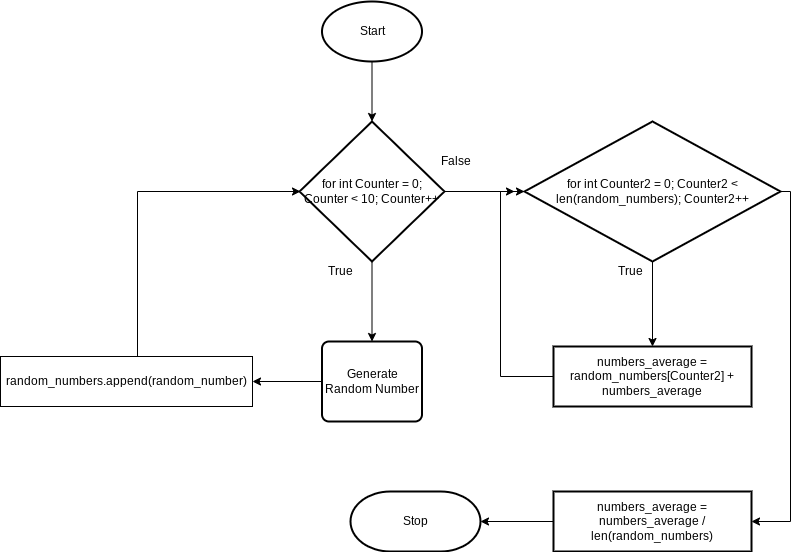 Start
False
for int Counter = 0;
Counter < 10; Counter++
for int Counter2 = 0; Counter2 <
len(random_numbers); Counter2++
True
True
random_numbers.append(random_number)
Generate
Random Number
numbers_average =
random_numbers[Counter2] +
numbers_average
Stop
numbers_average =
numbers_average /
len(random_numbers)